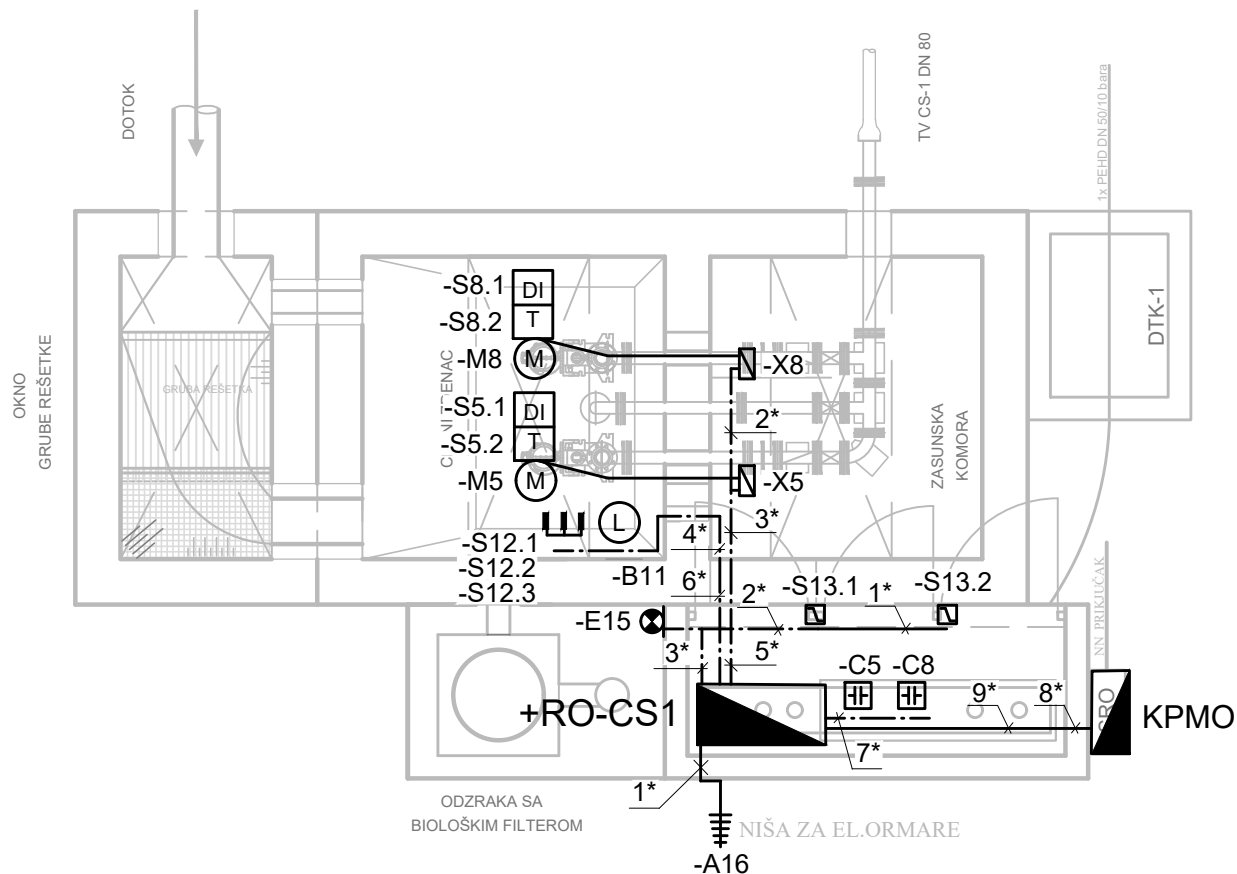 DOTOK
TV CS-1 DN 80
1x PEHD DN 50/10 bara
OKNO
GRUBE REŠETKE
GRUBA REŠETKA
-S8.1
DI
-S8.2
T
-M8
M
-X8
-S5.1
DI
-S5.2
T
-M5
M
-X5
2*
3*
ZASUNSKA
KOMORA
DTK-1
L
-S12.1
-S12.2
-S12.3
4*
-B11
6*
-S13.1
-S13.2
-E15
2*
1*
3*
5*
-C5
-C8
NN PRIKJUČAK
+RO-CS1
9*
8*
KPMO
7*
1*
ODZRAKA SA
BIOLOŠKIM FILTEROM
NIŠA ZA EL.ORMARE
-A16